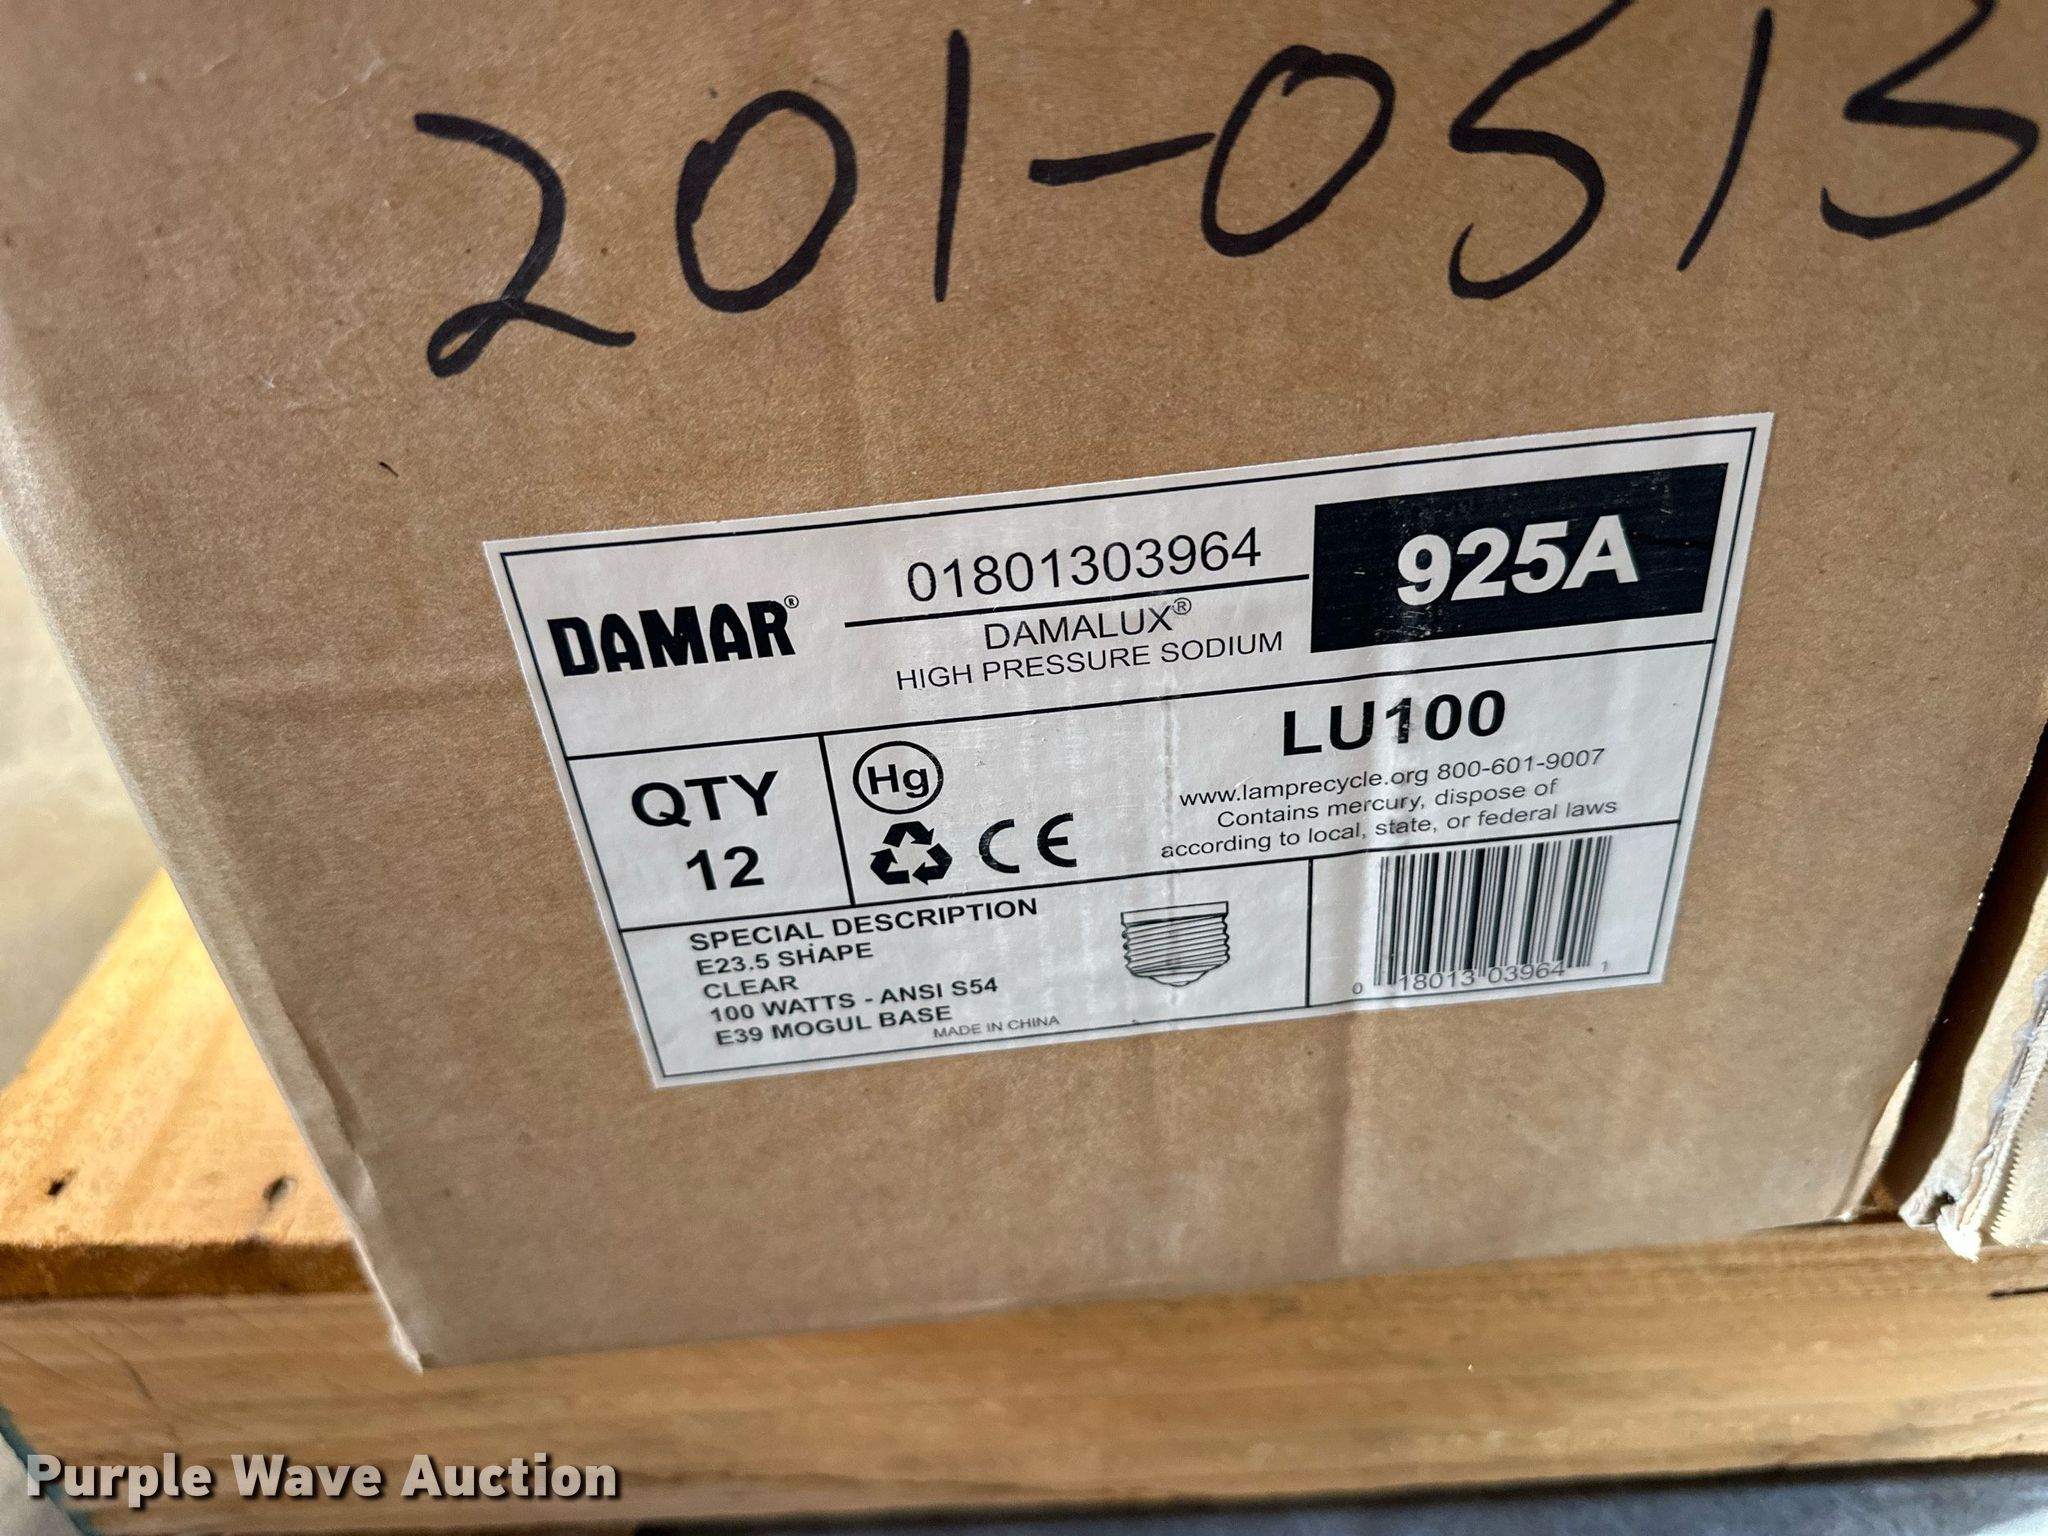 201-0515
DAMAR®
01801303964
DAMALUX®
HIGH PRESSURE SODIUM
925A
QTY
12
Hg
CE
LU100
www.lamprecycle.org 800-601-9007
Contains mercury, dispose of
according to local, state, or federal laws
SPECIAL DESCRIPTION
E23.5 SHAPE
CLEAR
100 WATTS - ANSI S54
E39 MOGUL BASE
MADE IN CHINA
0 18013 03964 1
Purple Wave Auction